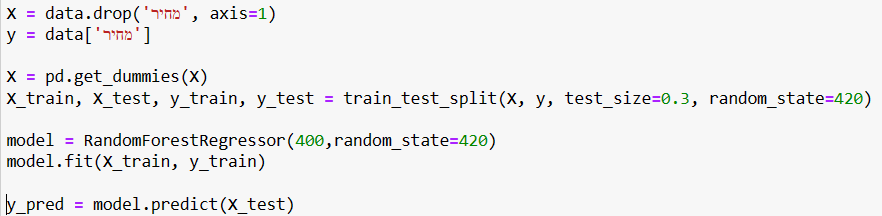 X = data.drop('מחיר', axis=1)
y = data['מחיר']
X = pd.get_dummies(X)
X_train, X_test, y_train, y_test = train_test_split(X, y, test_size=0.3, random_state=420)
model = RandomForestRegressor(400,random_state=420)
model.fit(X_train, y_train)
y_pred = model.predict(X_test)